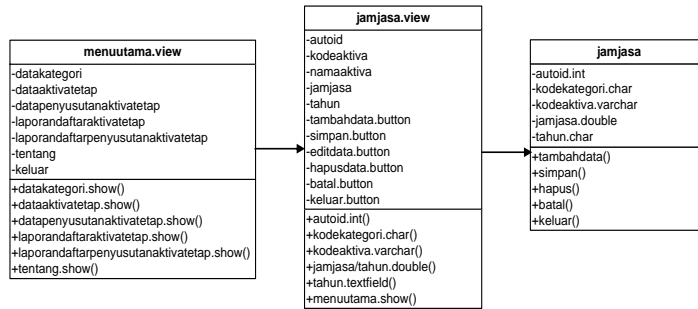 menuutama.view
-datakategori
-dataaktivatetap
-datapenyusutanaktivatetap
-laporandaftaraktivatetap
-laporandaftarpenyusutanaktivatetap
-tentang
-keluar
+datakategori.show()
+dataaktivatetap.show()
+datapenyusutanaktivatetap.show()
+laporandaftaraktivatetap.show()
+laporandaftarpenyusutanaktivatetap.show()
+tentang.show()
jamjasa.view
-autoid
-kodeaktiva
-namaaktiva
-jamjasa
-tahun
-tambahdata.button
-simpan.button
-editdata.button
-hapusdata.button
-batal.button
-keluar.button
+autoid.int()
+kodekategori.char()
+kodeaktiva.varchar()
+jamjasa/tahun.double()
+tahun.textfield()
+menuutama.show()
jamjasa
-autoid.int
-kodekategori.char
-kodeaktiva.varchar
-jamjasa.double
-tahun.char
+tambahdata()
+simpan()
+hapus()
+batal()
+keluar()